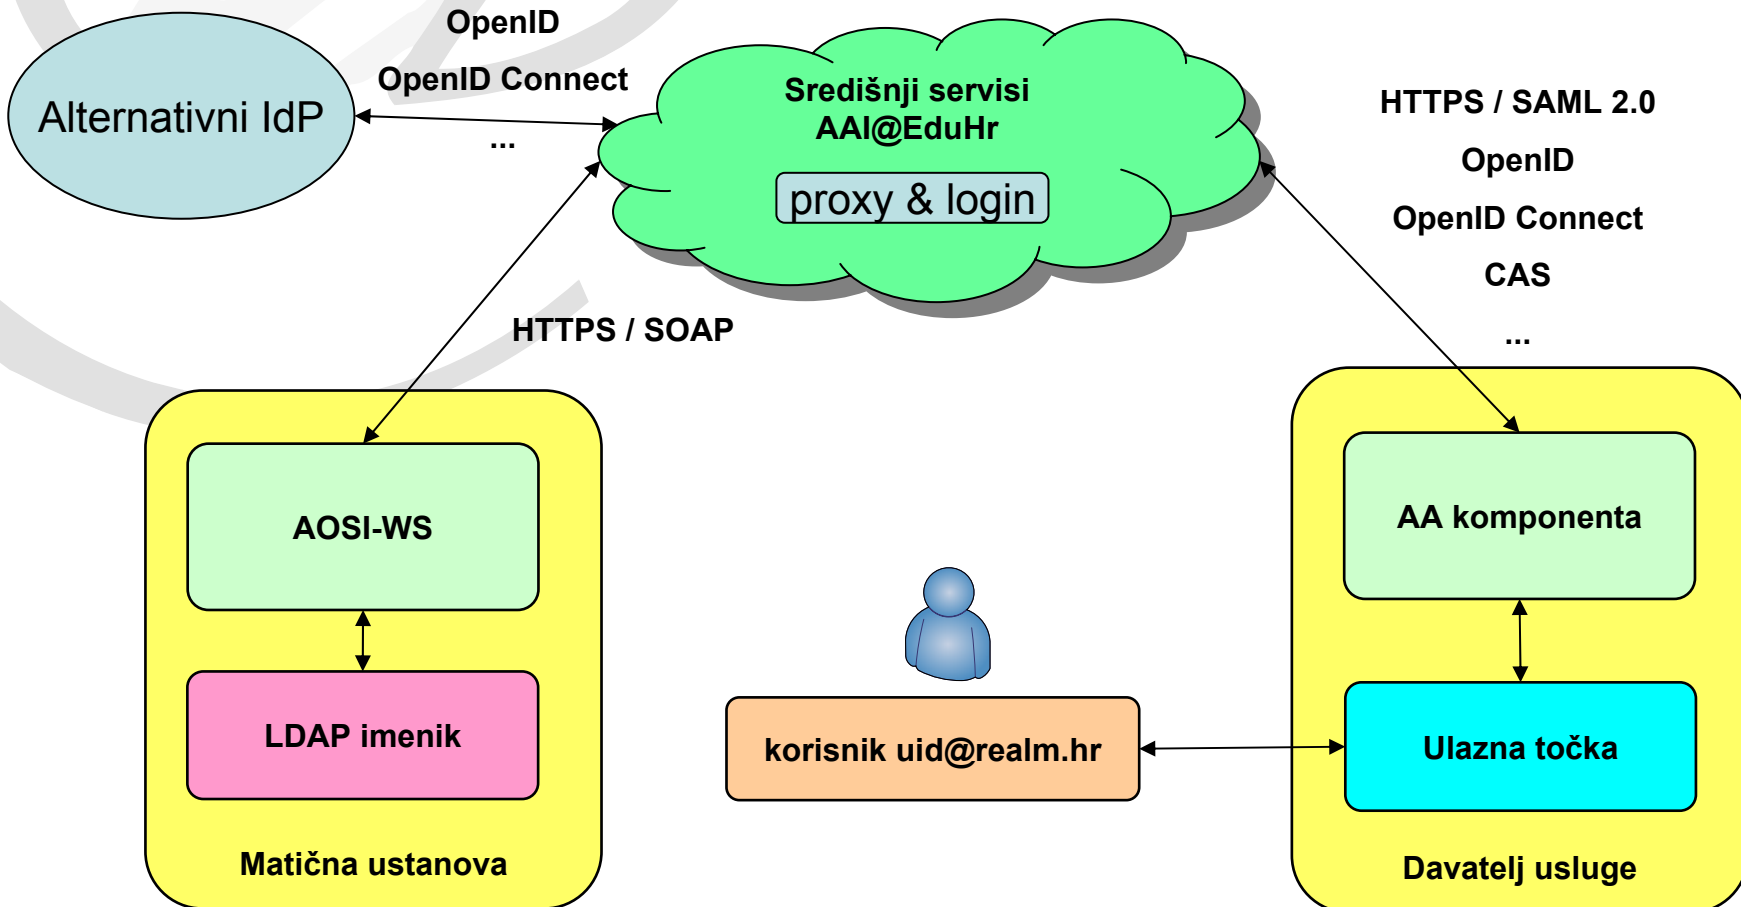 OpenID
OpenID Connect
...
Alternativni IdP
Središnji servisi
AAI@EduHr
proxy & login
HTTPS / SAML 2.0
OpenID
OpenID Connect
CAS
...
HTTPS / SOAP
AOSI-WS
LDAP imenik
Matična ustanova
korisnik uid@realm.hr
AA komponenta
Ulazna točka
Davatelj usluge